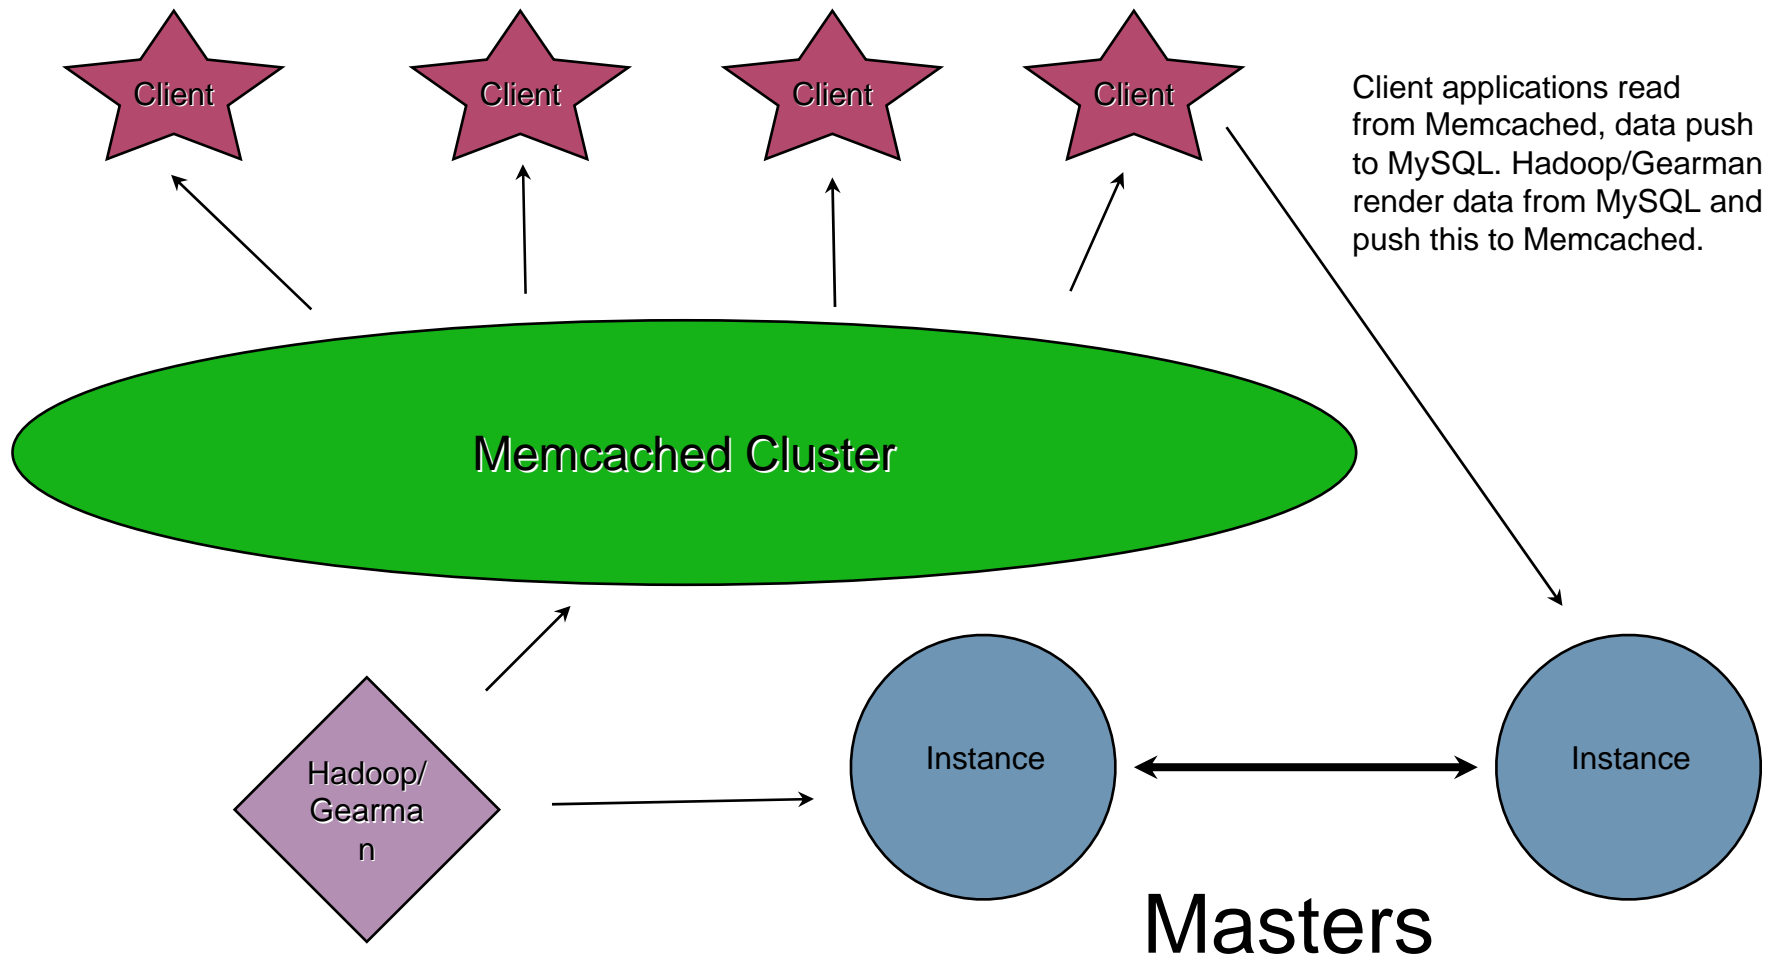 Client
Client
Client
Client
Client applications read
from Memcached, data push
to MySQL. Hadoop/Gearman
render data from MySQL and
push this to Memcached.
Memcached Cluster
Hadoop/
Gearma
n
Instance
Instance
Masters